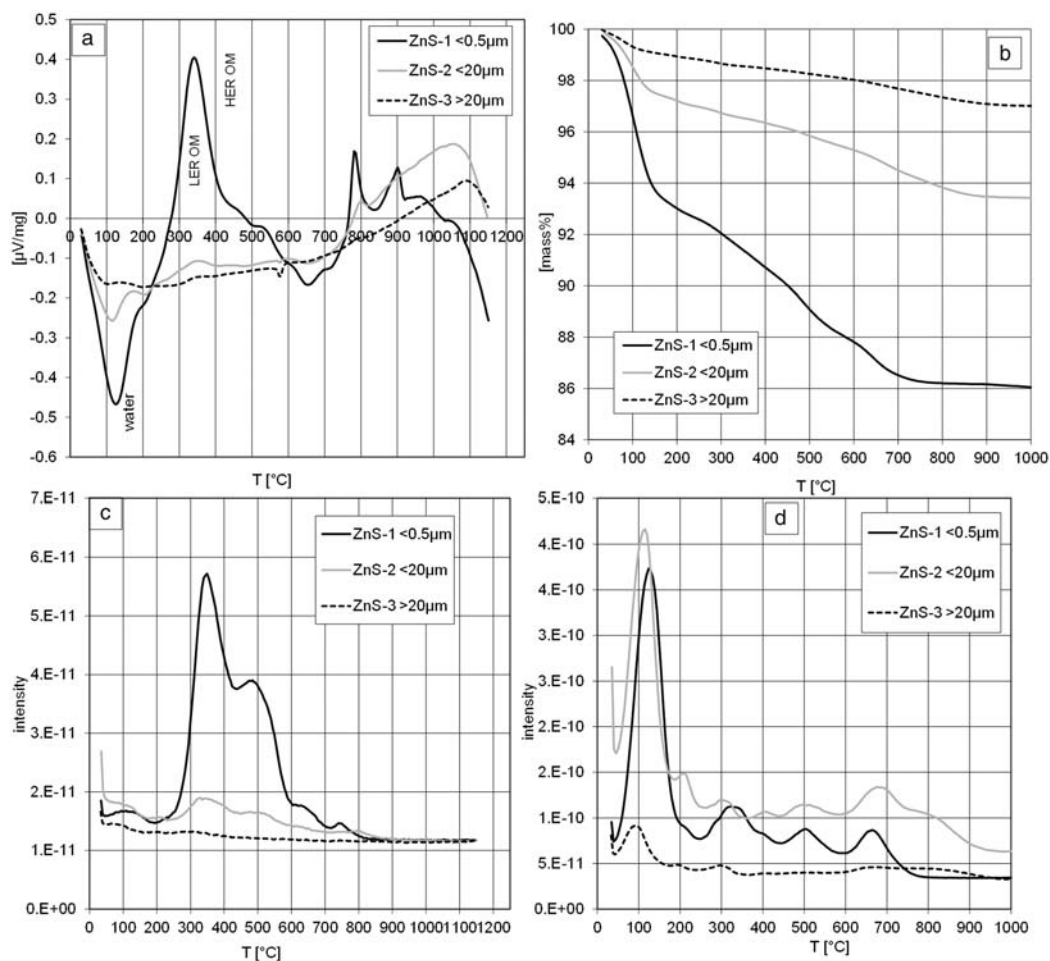 a
0.5
0.4
0.3
0.2
0.1
0.0
-0.1
-0.2
-0.3
-0.4
-0.5
-0.6
[µV/mg]
ZnS-1 <0.5µm
ZnS-2 <20µm
ZnS-3 >20µm
HER OM
LER OM
water
0 100 200 300 400 500 600 700 800 900 1000 1100 1200
T [°C]
b
100
98
96
94
92
90
88
86
84
[mass%]
ZnS-1 <0.5µm
ZnS-2 <20µm
ZnS-3 >20µm
0 100 200 300 400 500 600 700 800 900 1000
T [°C]
c
7.E-11
6.E-11
5.E-11
4.E-11
3.E-11
2.E-11
1.E-11
0.E+00
intensity
ZnS-1 <0.5µm
ZnS-2 <20µm
ZnS-3 >20µm
0 100 200 300 400 500 600 700 800 900 1000 1100 1200
T [°C]
d
5.E-10
4.E-10
4.E-10
3.E-10
3.E-10
2.E-10
2.E-10
1.E-10
5.E-11
0.E+00
intensity
ZnS-1 <0.5µm
ZnS-2 <20µm
ZnS-3 >20µm
0 100 200 300 400 500 600 700 800 900 1000
T [°C]